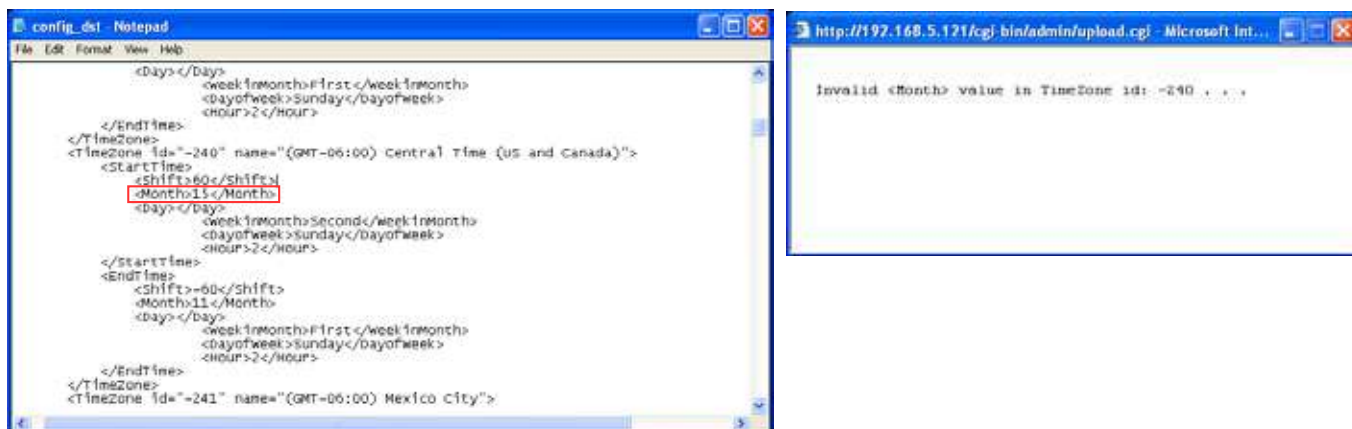 config_dst - Notepad
File Edit Format View Help
<Day></Day>
<WeekinMonth>First</WeekinMonth>
<DayofWeek>Sunday</DayofWeek>
<Hour>2</Hour>
</EndTime>
</TimeZone>
<TimeZone id="-240" name="(GMT-06:00) Central Time (US and Canada)">
<StartTime>
<Shift>60</Shift>
<Month>15</Month>
<Day></Day>
<WeekinMonth>Second</WeekinMonth>
<DayofWeek>Sunday</DayofWeek>
<Hour>2</Hour>
</StartTime>
<EndTime>
<Shift>-60</Shift>
<Month>11</Month>
<Day></Day>
<WeekinMonth>First</WeekinMonth>
<DayofWeek>Sunday</DayofWeek>
<Hour>2</Hour>
</EndTime>
</TimeZone>
<TimeZone id="-241" name="(GMT-06:00) Mexico City">
http://192.168.5.121/cgi-bin/admin/upload.cgi - Microsoft Int...
Invalid <Month> value in TimeZone id: -240 . . .